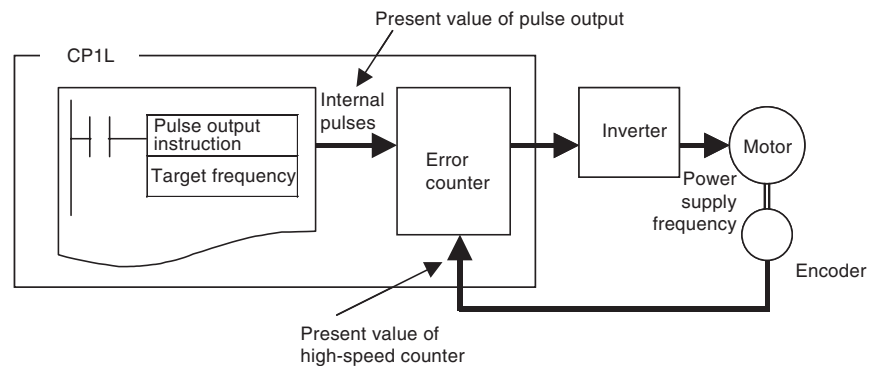 Present value of pulse output
CP1L
Internal
pulses
Pulse output
instruction
Target frequency
Error
counter
Inverter
Motor
Power
supply
frequency
Encoder
Present value of
high-speed counter